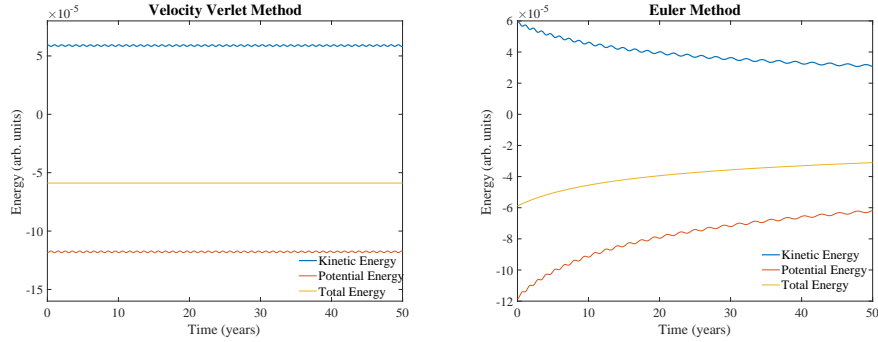 Velocity Verlet Method
×10⁻⁵
5
0
-5
-10
-15
Energy (arb. units)
0 10 20 30 40 50
Time (years)
Kinetic Energy
Potential Energy
Total Energy
Euler Method
6 ×10⁻⁵
4
2
0
-2
-4
-6
-8
-10
-12
Energy (arb. units)
0 10 20 30 40 50
Time (years)
Kinetic Energy
Potential Energy
Total Energy